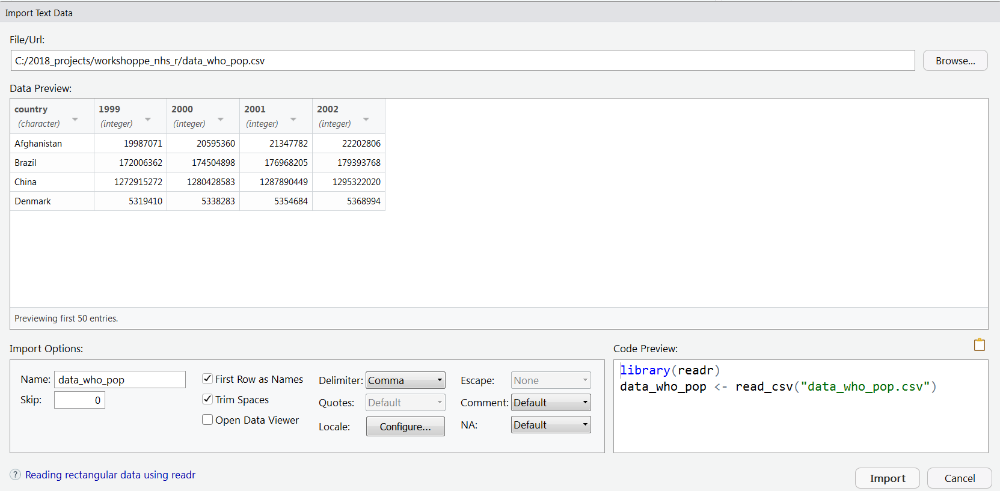 Import Text Data
File/Url:
C:/2018_projects/workshoppe_nhs_r/data_who_pop.csv
Browse...
Data Preview:
country 1999 2000 2001 2002
(character) (integer) (integer) (integer) (integer)
Afghanistan 19987071 20595360 21347782 22202806
Brazil 172006362 174504898 176968205 179393768
China 1272915272 1280428583 1287890449 1295322020
Denmark 5319410 5338283 5354684 5368994
Previewing first 50 entries.
Import Options:
Name: data_who_pop
Skip: 0
First Row as Names
Trim Spaces
Open Data Viewer
Delimiter: Comma
Quotes: Default
Locale: Configure...
Escape: None
Comment: Default
NA: Default
Code Preview:
library(readr)
data_who_pop <- read_csv("data_who_pop.csv")
? Reading rectangular data using readr
Import
Cancel